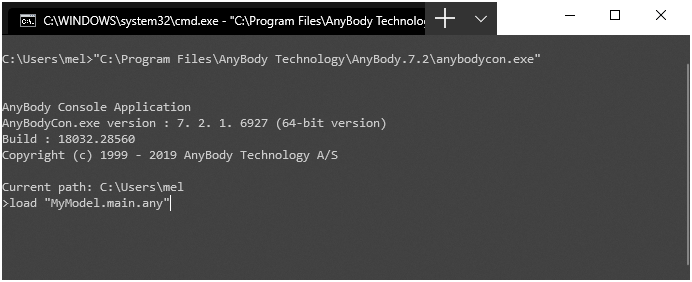 C:\WINDOWS\system32\cmd.exe - "C:\Program Files\AnyBody Technolog
C:\Users\mel>"C:\Program Files\AnyBody Technology\AnyBody.7.2\anybodycon.exe"
AnyBody Console Application
AnyBodyCon.exe version : 7. 2. 1. 6927 (64-bit version)
Build : 18032.28560
Copyright (c) 1999 - 2019 AnyBody Technology A/S
Current path: C:\Users\mel
>load "MyModel.main.any"